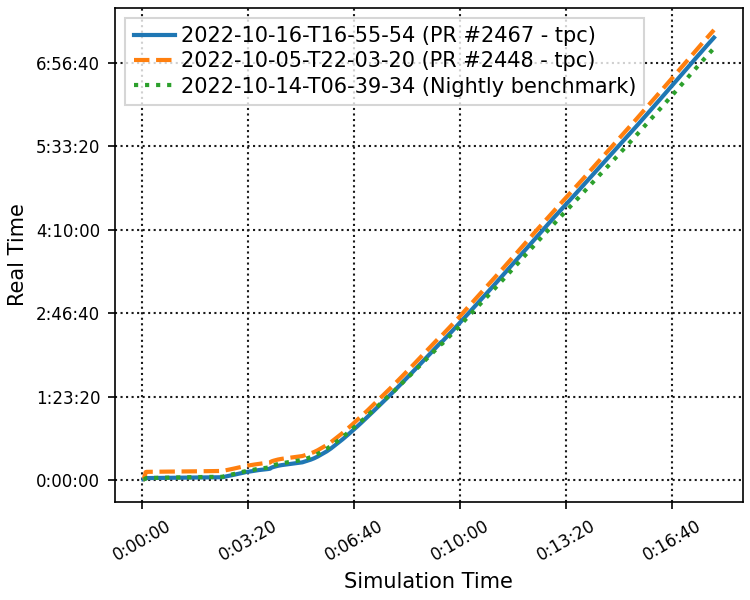 2022-10-16-T16-55-54 (PR #2467 - tpc)
2022-10-05-T22-03-20 (PR #2448 - tpc)
2022-10-14-T06-39-34 (Nightly benchmark)
6:56:40
5:33:20
4:10:00
2:46:40
1:23:20
0:00:00
Real Time
0:00:00
0:03:20
0:06:40
0:10:00
0:13:20
0:16:40
Simulation Time